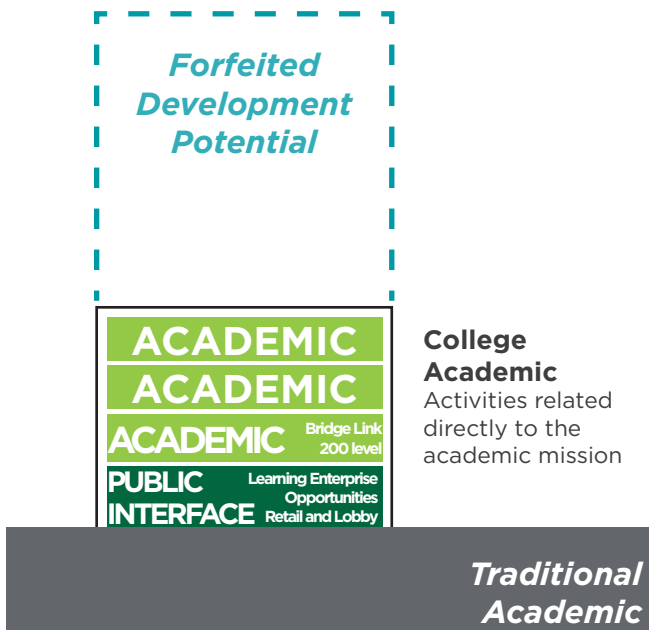 Forfeited
Development
Potential
ACADEMIC
ACADEMIC
ACADEMIC
Bridge Link
200 level
PUBLIC
INTERFACE
Learning Enterprise
Opportunities
Retail and Lobby
College
Academic
Activities related
directly to the
academic mission
Traditional
Academic